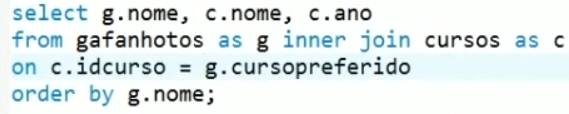 select g.nome, c.nome, c.ano
from gafanhotos as g inner join cursos as c
on c.idcurso = g.cursopreferido
order by g.nome;